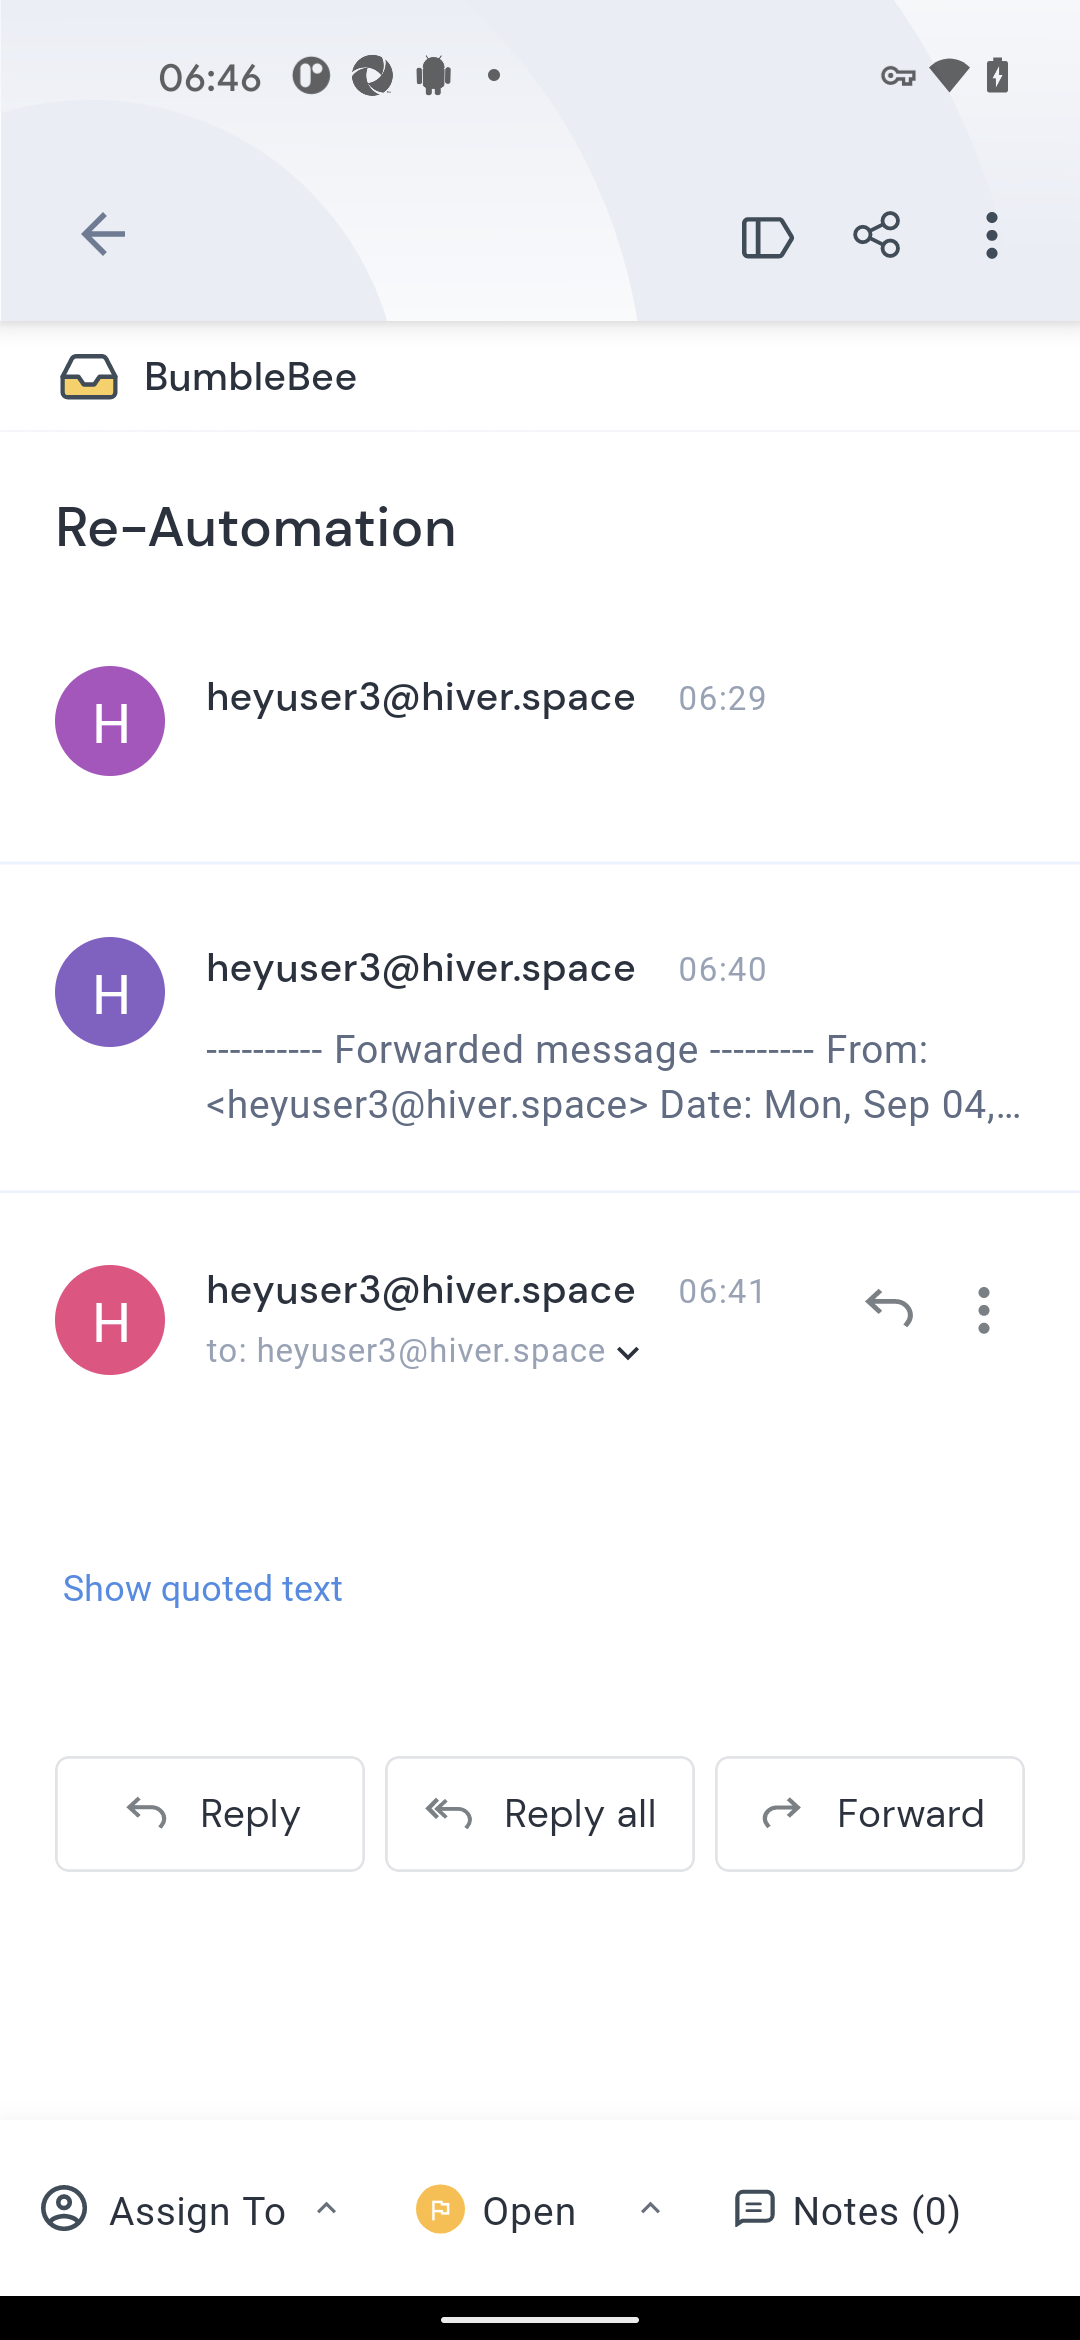 06:46
BumbleBee
Re-Automation
H
heyuser3@hiver.space 06:29
H
heyuser3@hiver.space 06:40
---------- Forwarded message --------- From:
<heyuser3@hiver.space> Date: Mon, Sep 04,...
H
heyuser3@hiver.space 06:41
to: heyuser3@hiver.space
Show quoted text
Reply Reply all Forward
Assign To Open Notes (0)